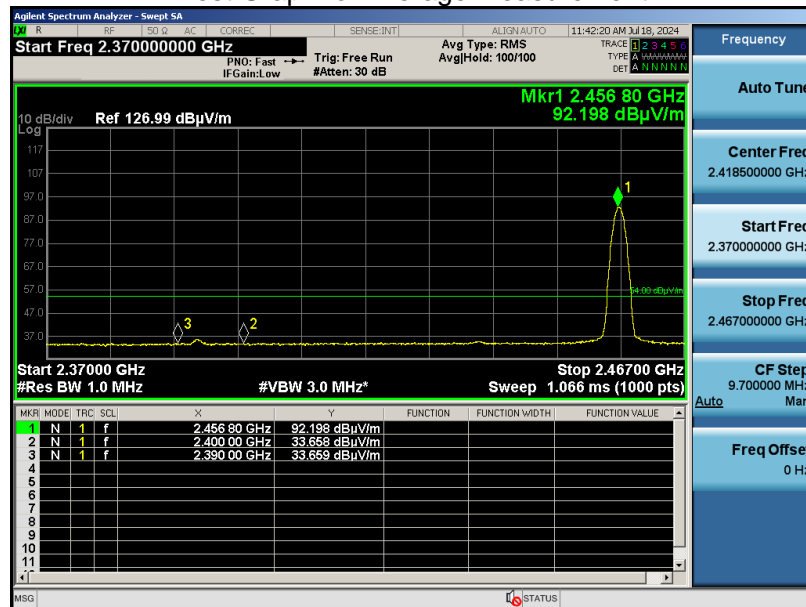 Agilent Spectrum Analyzer - Swept SA
LXI R RF 50 Ω AC CORREC SENSE:INT ALIGN AUTO 11:42:20 AM Jul 18, 2024
Start Freq 2.370000000 GHz
PNO: Fast
IFGain:Low
Trig: Free Run
#Atten: 30 dB
Avg Type: RMS
Avg|Hold: 100/100
TRACE 1 2 3 4 5 6
TYPE A WWWWW
DET A N N N N N
Mkr1 2.456 80 GHz
92.198 dBµV/m
10 dB/div Ref 126.99 dBµV/m
Log
117
107
97.0
87.0
77.0
67.0
57.0
47.0
37.0
1
54.00 dBµV/m
3
2
Start 2.37000 GHz Stop 2.46700 GHz
#Res BW 1.0 MHz #VBW 3.0 MHz* Sweep 1.066 ms (1000 pts)
MKR MODE TRC SCL X Y FUNCTION FUNCTION WIDTH FUNCTION VALUE
1 N 1 f 2.456 80 GHz 92.198 dBµV/m
2 N 1 f 2.400 00 GHz 33.658 dBµV/m
3 N 1 f 2.390 00 GHz 33.659 dBµV/m
4
5
6
7
8
9
10
11
MSG STATUS
Frequency
Auto Tune
Center Freq
2.418500000 GHz
Start Freq
2.370000000 GHz
Stop Freq
2.467000000 GHz
CF Step
9.700000 MHz
Auto Man
Freq Offset
0 Hz